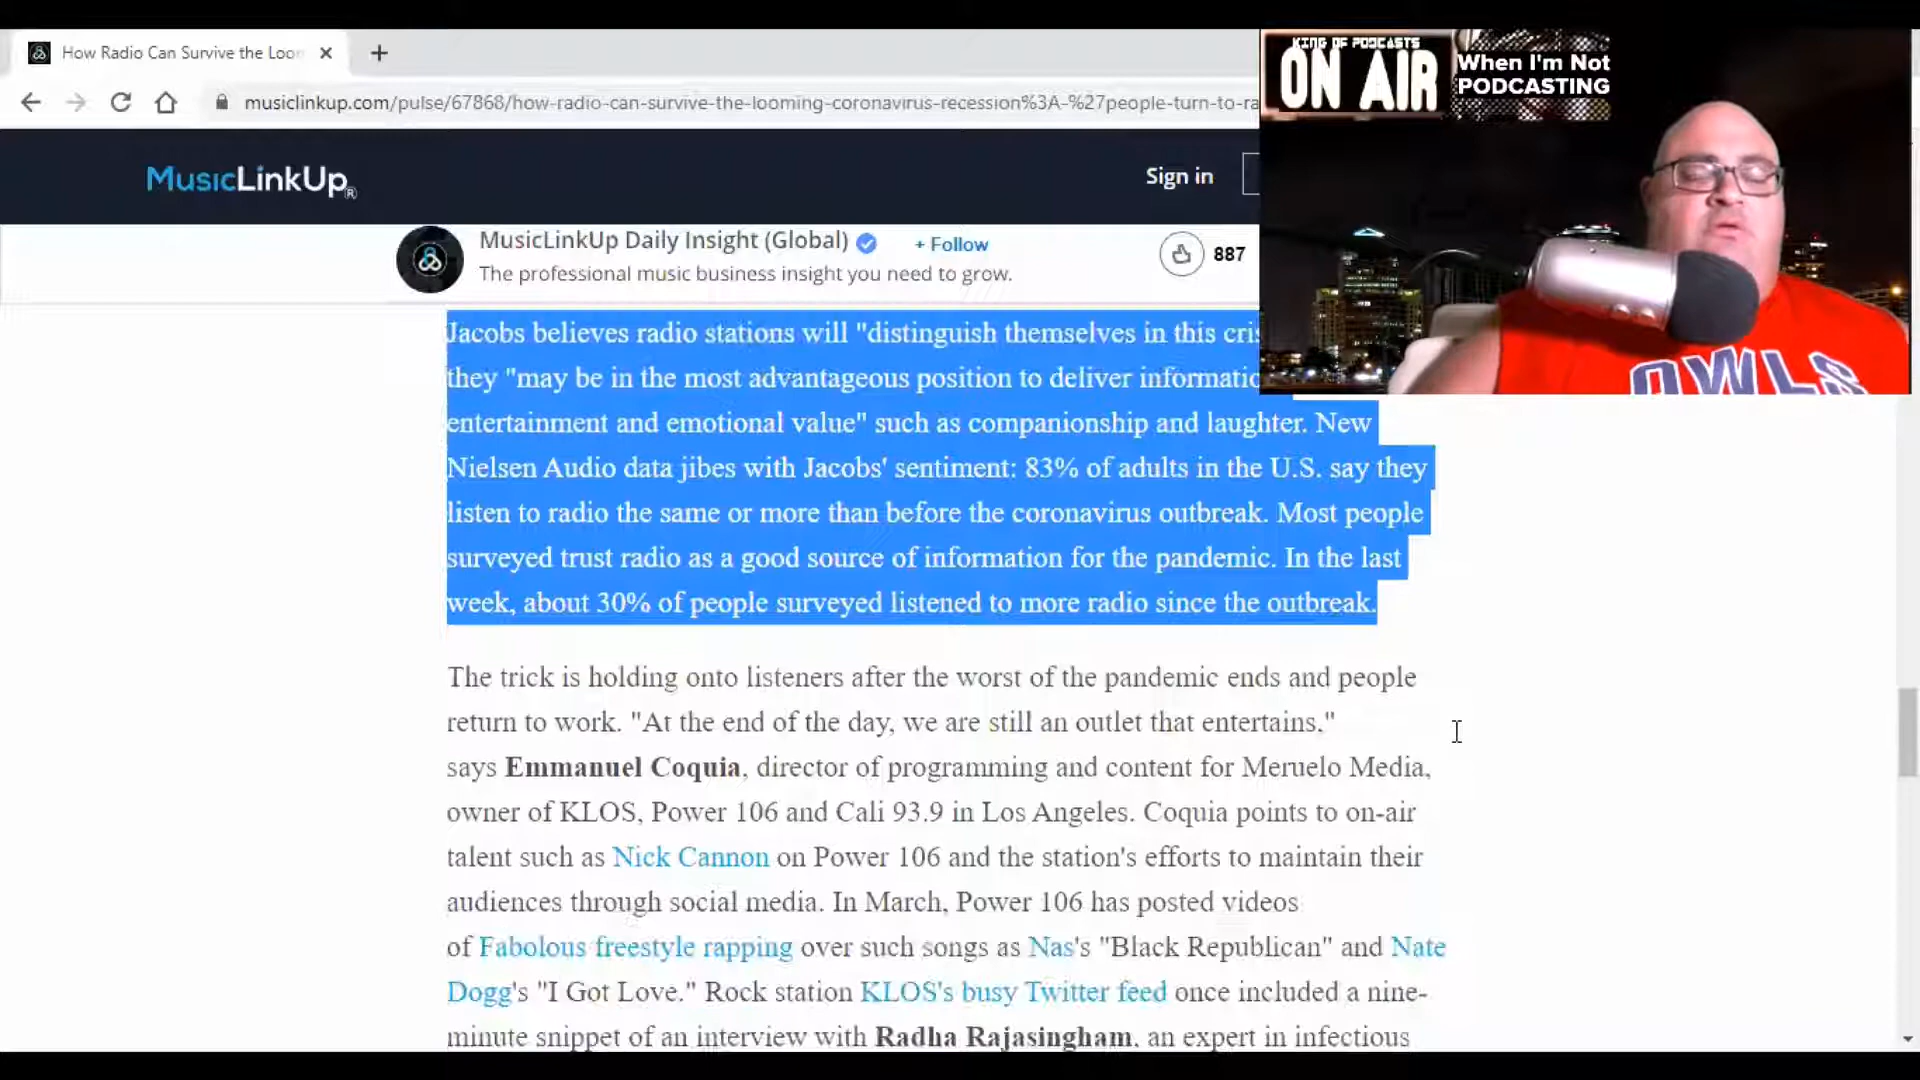 How Radio Can Survive the Loo
musiclinkup.com/pulse/67868/how-radio-can-survive-the-looming-coronavirus-recession%3A-%27people-turn-to-ra
KING OF PODCASTS
ON AIR
When I'm Not
PODCASTING
MusicLinkUp®
Sign in
MusicLinkUp Daily Insight (Global)
+ Follow
887
The professional music business insight you need to grow.
OWLS
Jacobs believes radio stations will "distinguish themselves in this cris
they "may be in the most advantageous position to deliver informatio
entertainment and emotional value" such as companionship and laughter. New
Nielsen Audio data jibes with Jacobs' sentiment: 83% of adults in the U.S. say they
listen to radio the same or more than before the coronavirus outbreak. Most people
surveyed trust radio as a good source of information for the pandemic. In the last
week, about 30% of people surveyed listened to more radio since the outbreak.
The trick is holding onto listeners after the worst of the pandemic ends and people
return to work. "At the end of the day, we are still an outlet that entertains,"
says Emmanuel Coquia, director of programming and content for Meruelo Media,
owner of KLOS, Power 106 and Cali 93.9 in Los Angeles. Coquia points to on-air
talent such as Nick Cannon on Power 106 and the station's efforts to maintain their
audiences through social media. In March, Power 106 has posted videos
of Fabolous freestyle rapping over such songs as Nas's "Black Republican" and Nate
Dogg's "I Got Love." Rock station KLOS's busy Twitter feed once included a nine-
minute snippet of an interview with Radha Rajasingham, an expert in infectious